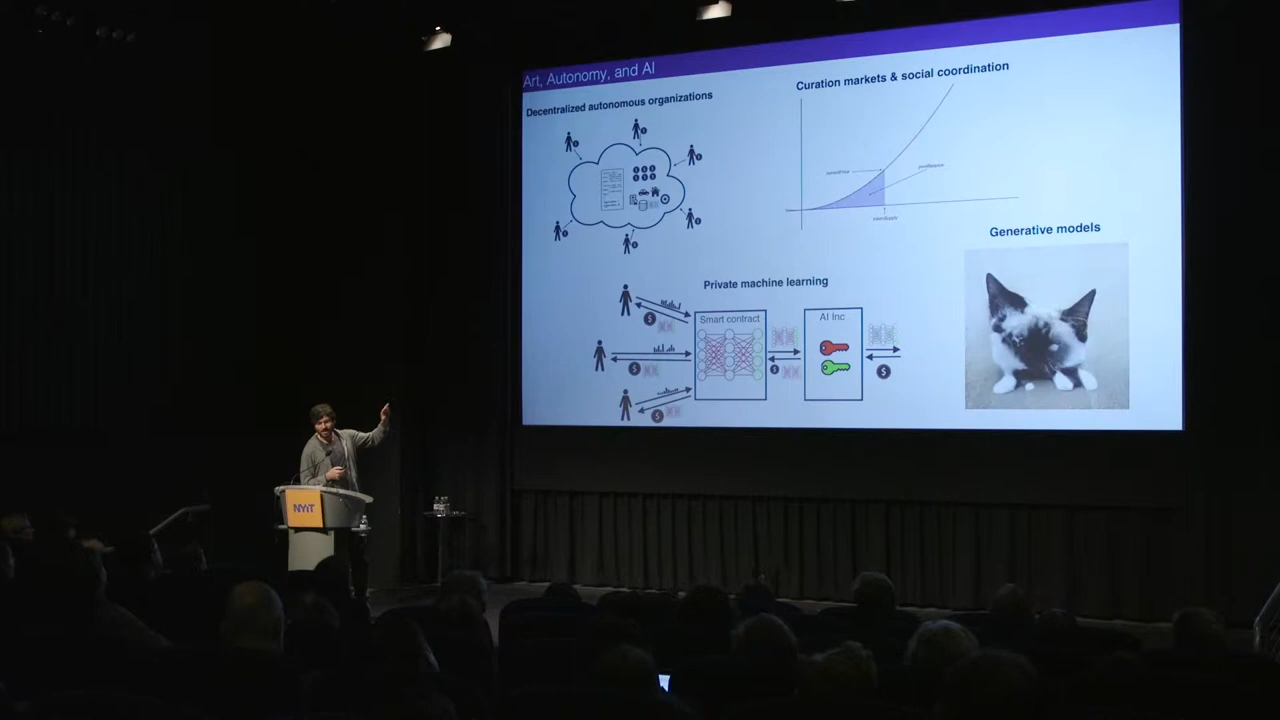 Art, Autonomy, and AI
Decentralized autonomous organizations
Curation markets & social coordination
Generative models
Private machine learning
Smart contract
AI Inc
NYiT